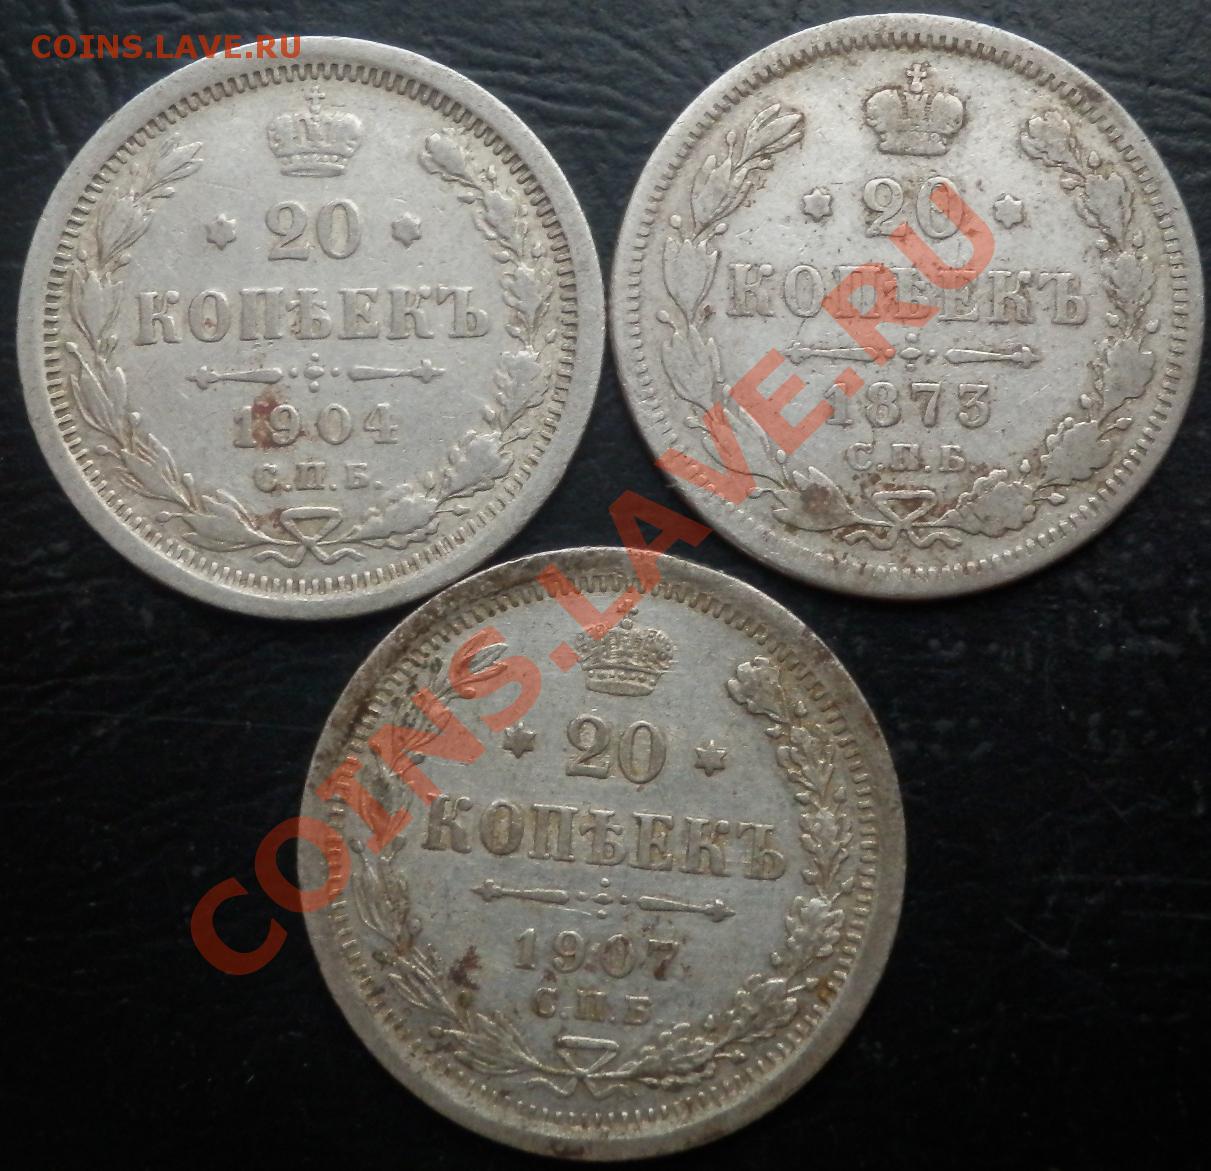 COINS.LAVE.RU
20
КОПѢЕКЪ
1904
С.П.Б.
20
КОПѢЕКЪ
1873
С.П.Б.
20
КОПѢЕКЪ
1907
С.П.Б
COINS.LAVE.RU